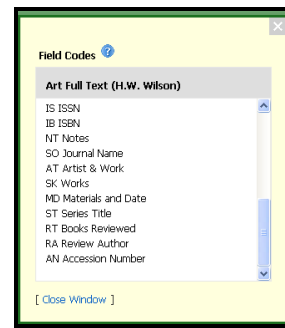 Field Codes
Art Full Text (H.W. Wilson)
IS ISSN
IB ISBN
NT Notes
SO Journal Name
AT Artist & Work
SK Works
MD Materials and Date
ST Series Title
RT Books Reviewed
RA Review Author
AN Accession Number
[ Close Window ]